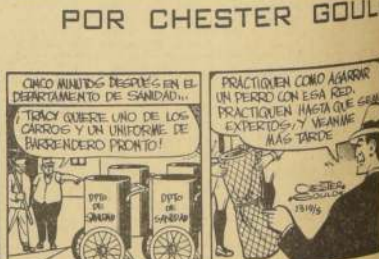 POR CHESTER GOUL
CINCO MINUTOS DESPUÉS EN EL
DEPARTAMENTO DE SANIDAD...
¡TRACY QUIERE UNO DE LOS
CARROS Y UN UNIFORME DE
BARRENDERO PRONTO!
DPTO
DE
SANIDAD
DPTO
DE
SANIDAD
PRACTIQUEN COMO AGARRAR
UN PERRO CON ESA RED.
PRACTIQUEN HASTA QUE SEAN
EXPERTOS, Y VEANME
MAS TARDE
CHESTER
GOULD